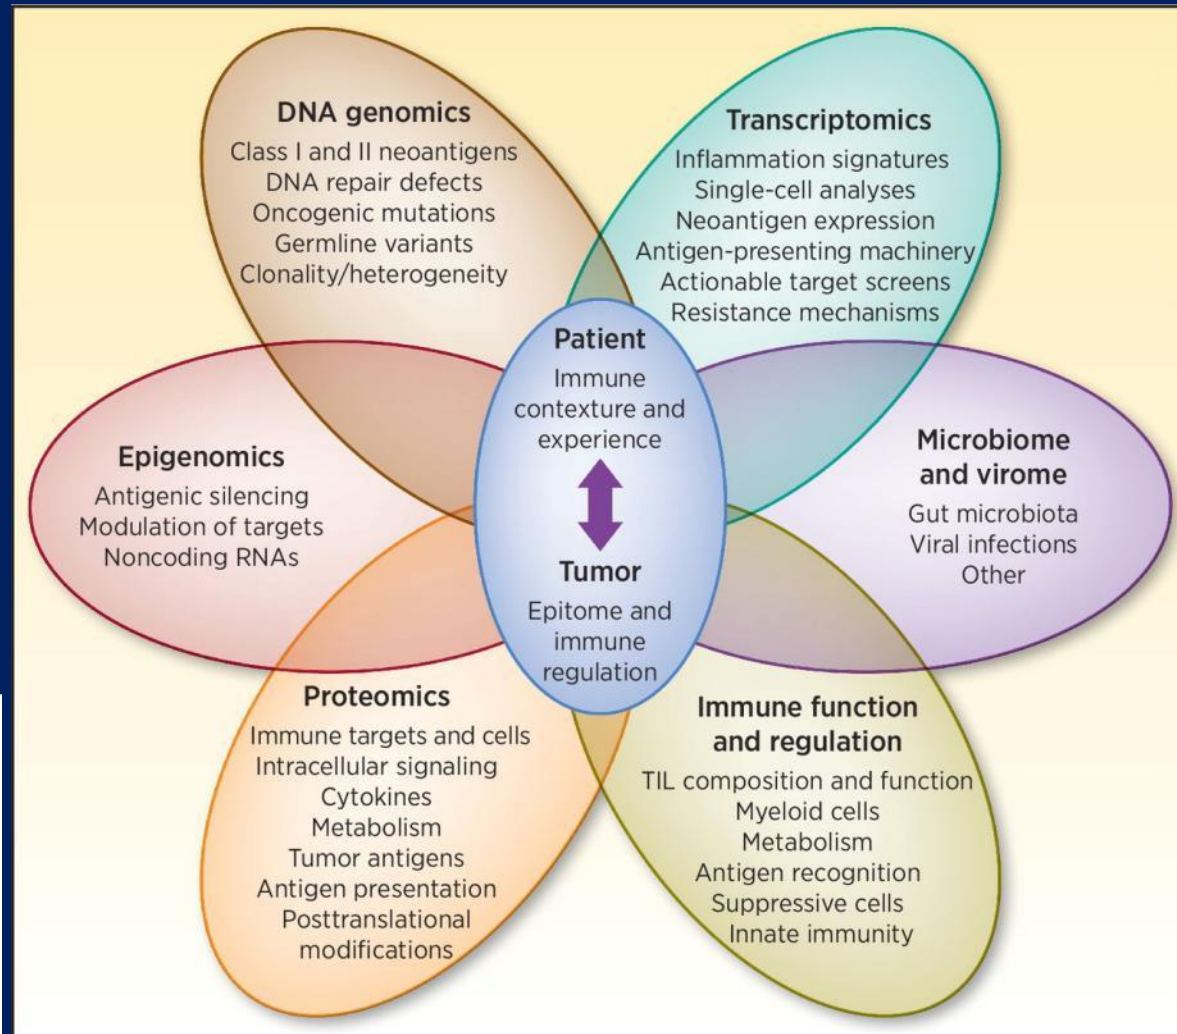 DNA genomics
Class I and II neoantigens
DNA repair defects
Oncogenic mutations
Germline variants
Clonality/heterogeneity
Transcriptomics
Inflammation signatures
Single-cell analyses
Neoantigen expression
Antigen-presenting machinery
Actionable target screens
Resistance mechanisms
Patient
Immune
contexture and
experience
Tumor
Epitome and
immune
regulation
Epigenomics
Antigenic silencing
Modulation of targets
Noncoding RNAs
Microbiome
and virome
Gut microbiota
Viral infections
Other
Proteomics
Immune targets and cells
Intracellular signaling
Cytokines
Metabolism
Tumor antigens
Antigen presentation
Posttranslational
modifications
Immune function
and regulation
TIL composition and function
Myeloid cells
Metabolism
Antigen recognition
Suppressive cells
Innate immunity